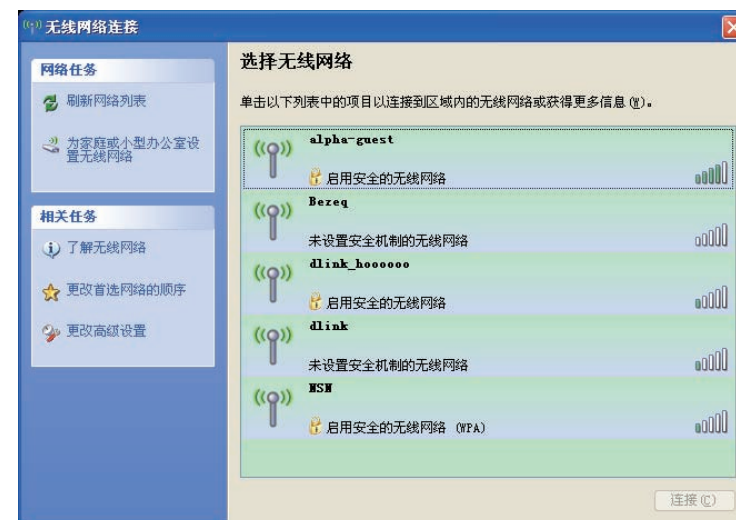 无线网络连接
网络任务
刷新网络列表
为家庭或小型办公室设
置无线网络
相关任务
了解无线网络
更改首选网络的顺序
更改高级设置
选择无线网络
单击以下列表中的项目以连接到区域内的无线网络或获得更多信息(W)。
alpha-guest
启用安全的无线网络
Bezeq
未设置安全机制的无线网络
dlink_hoooooo
启用安全的无线网络
dlink
未设置安全机制的无线网络
NSN
启用安全的无线网络 (WPA)
连接(C)